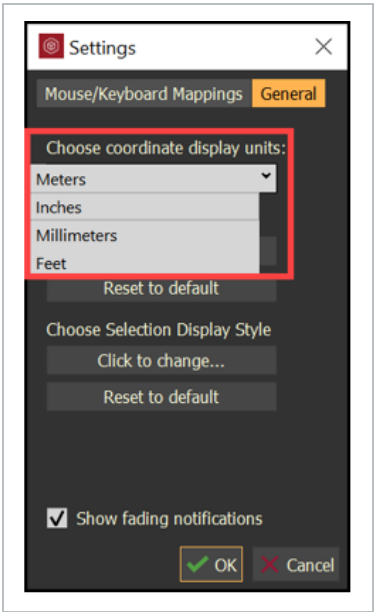 Settings
Mouse/Keyboard Mappings General
Choose coordinate display units:
Meters
Inches
Millimeters
Feet
Reset to default
Choose Selection Display Style
Click to change...
Reset to default
Show fading notifications
OK Cancel